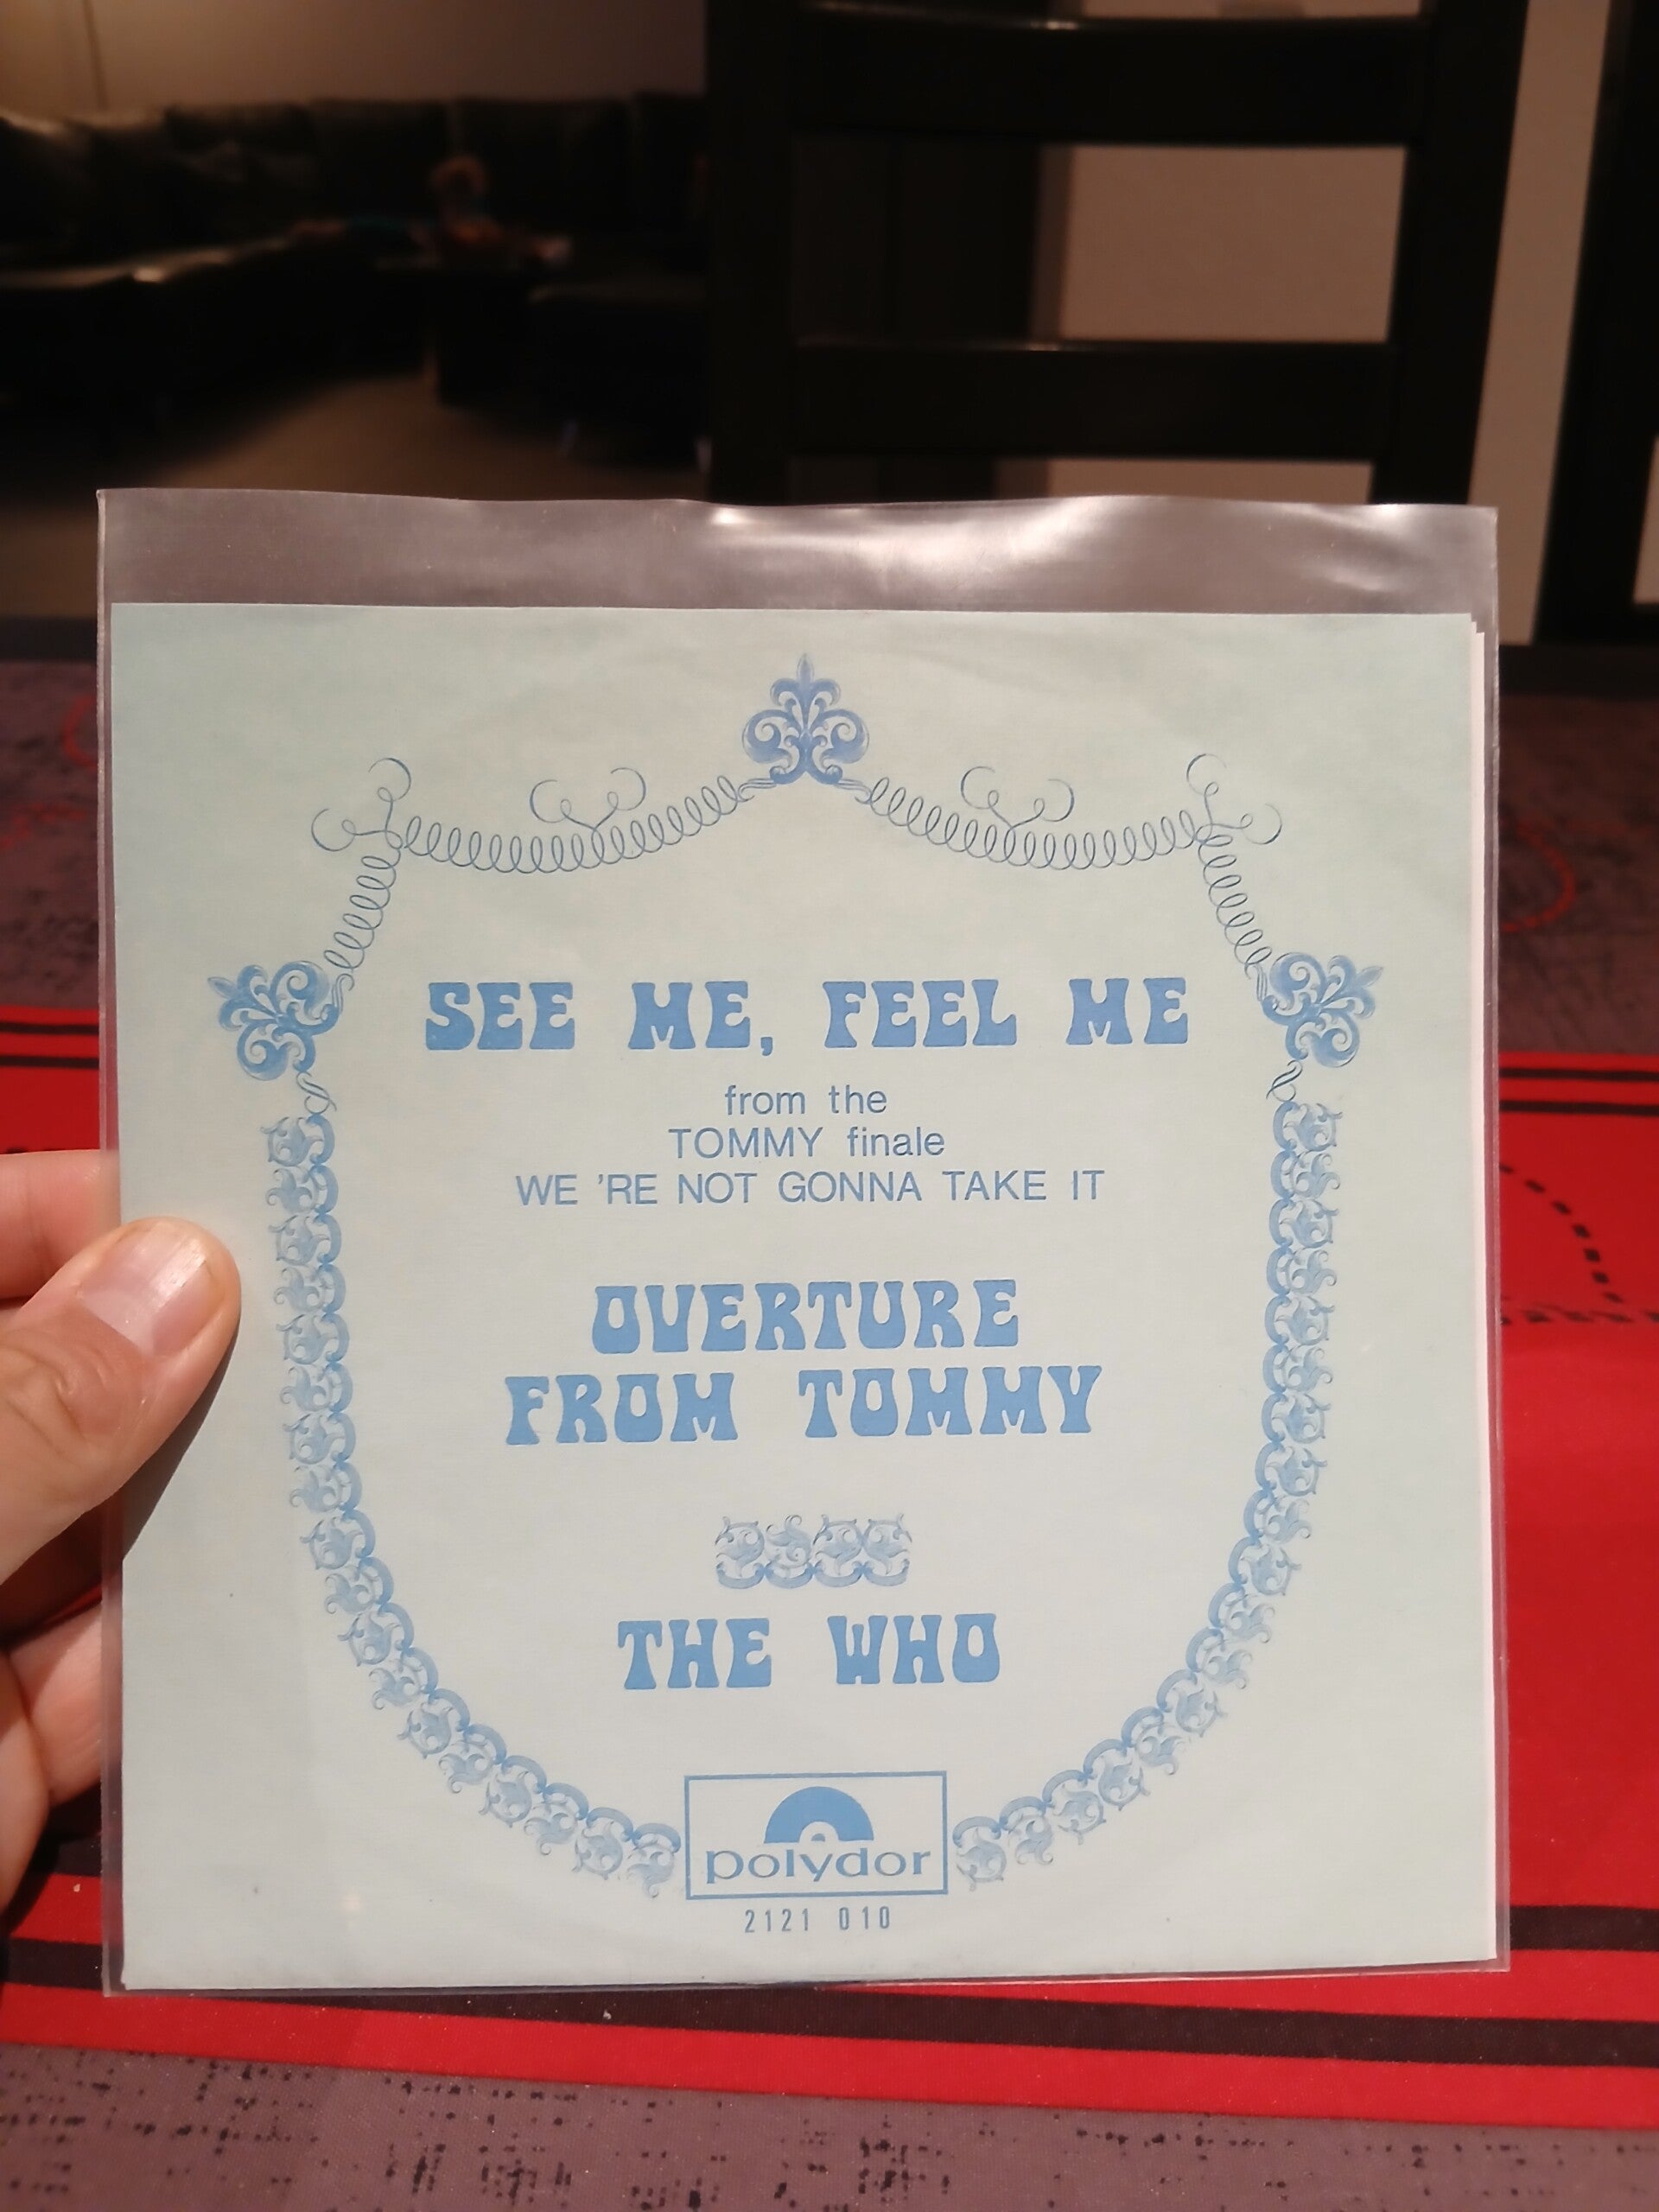 SEE ME, FEEL ME
from the
TOMMY finale
WE 'RE NOT GONNA TAKE IT
OVERTURE
FROM TOMMY
THE WHO
polydor
2121 010